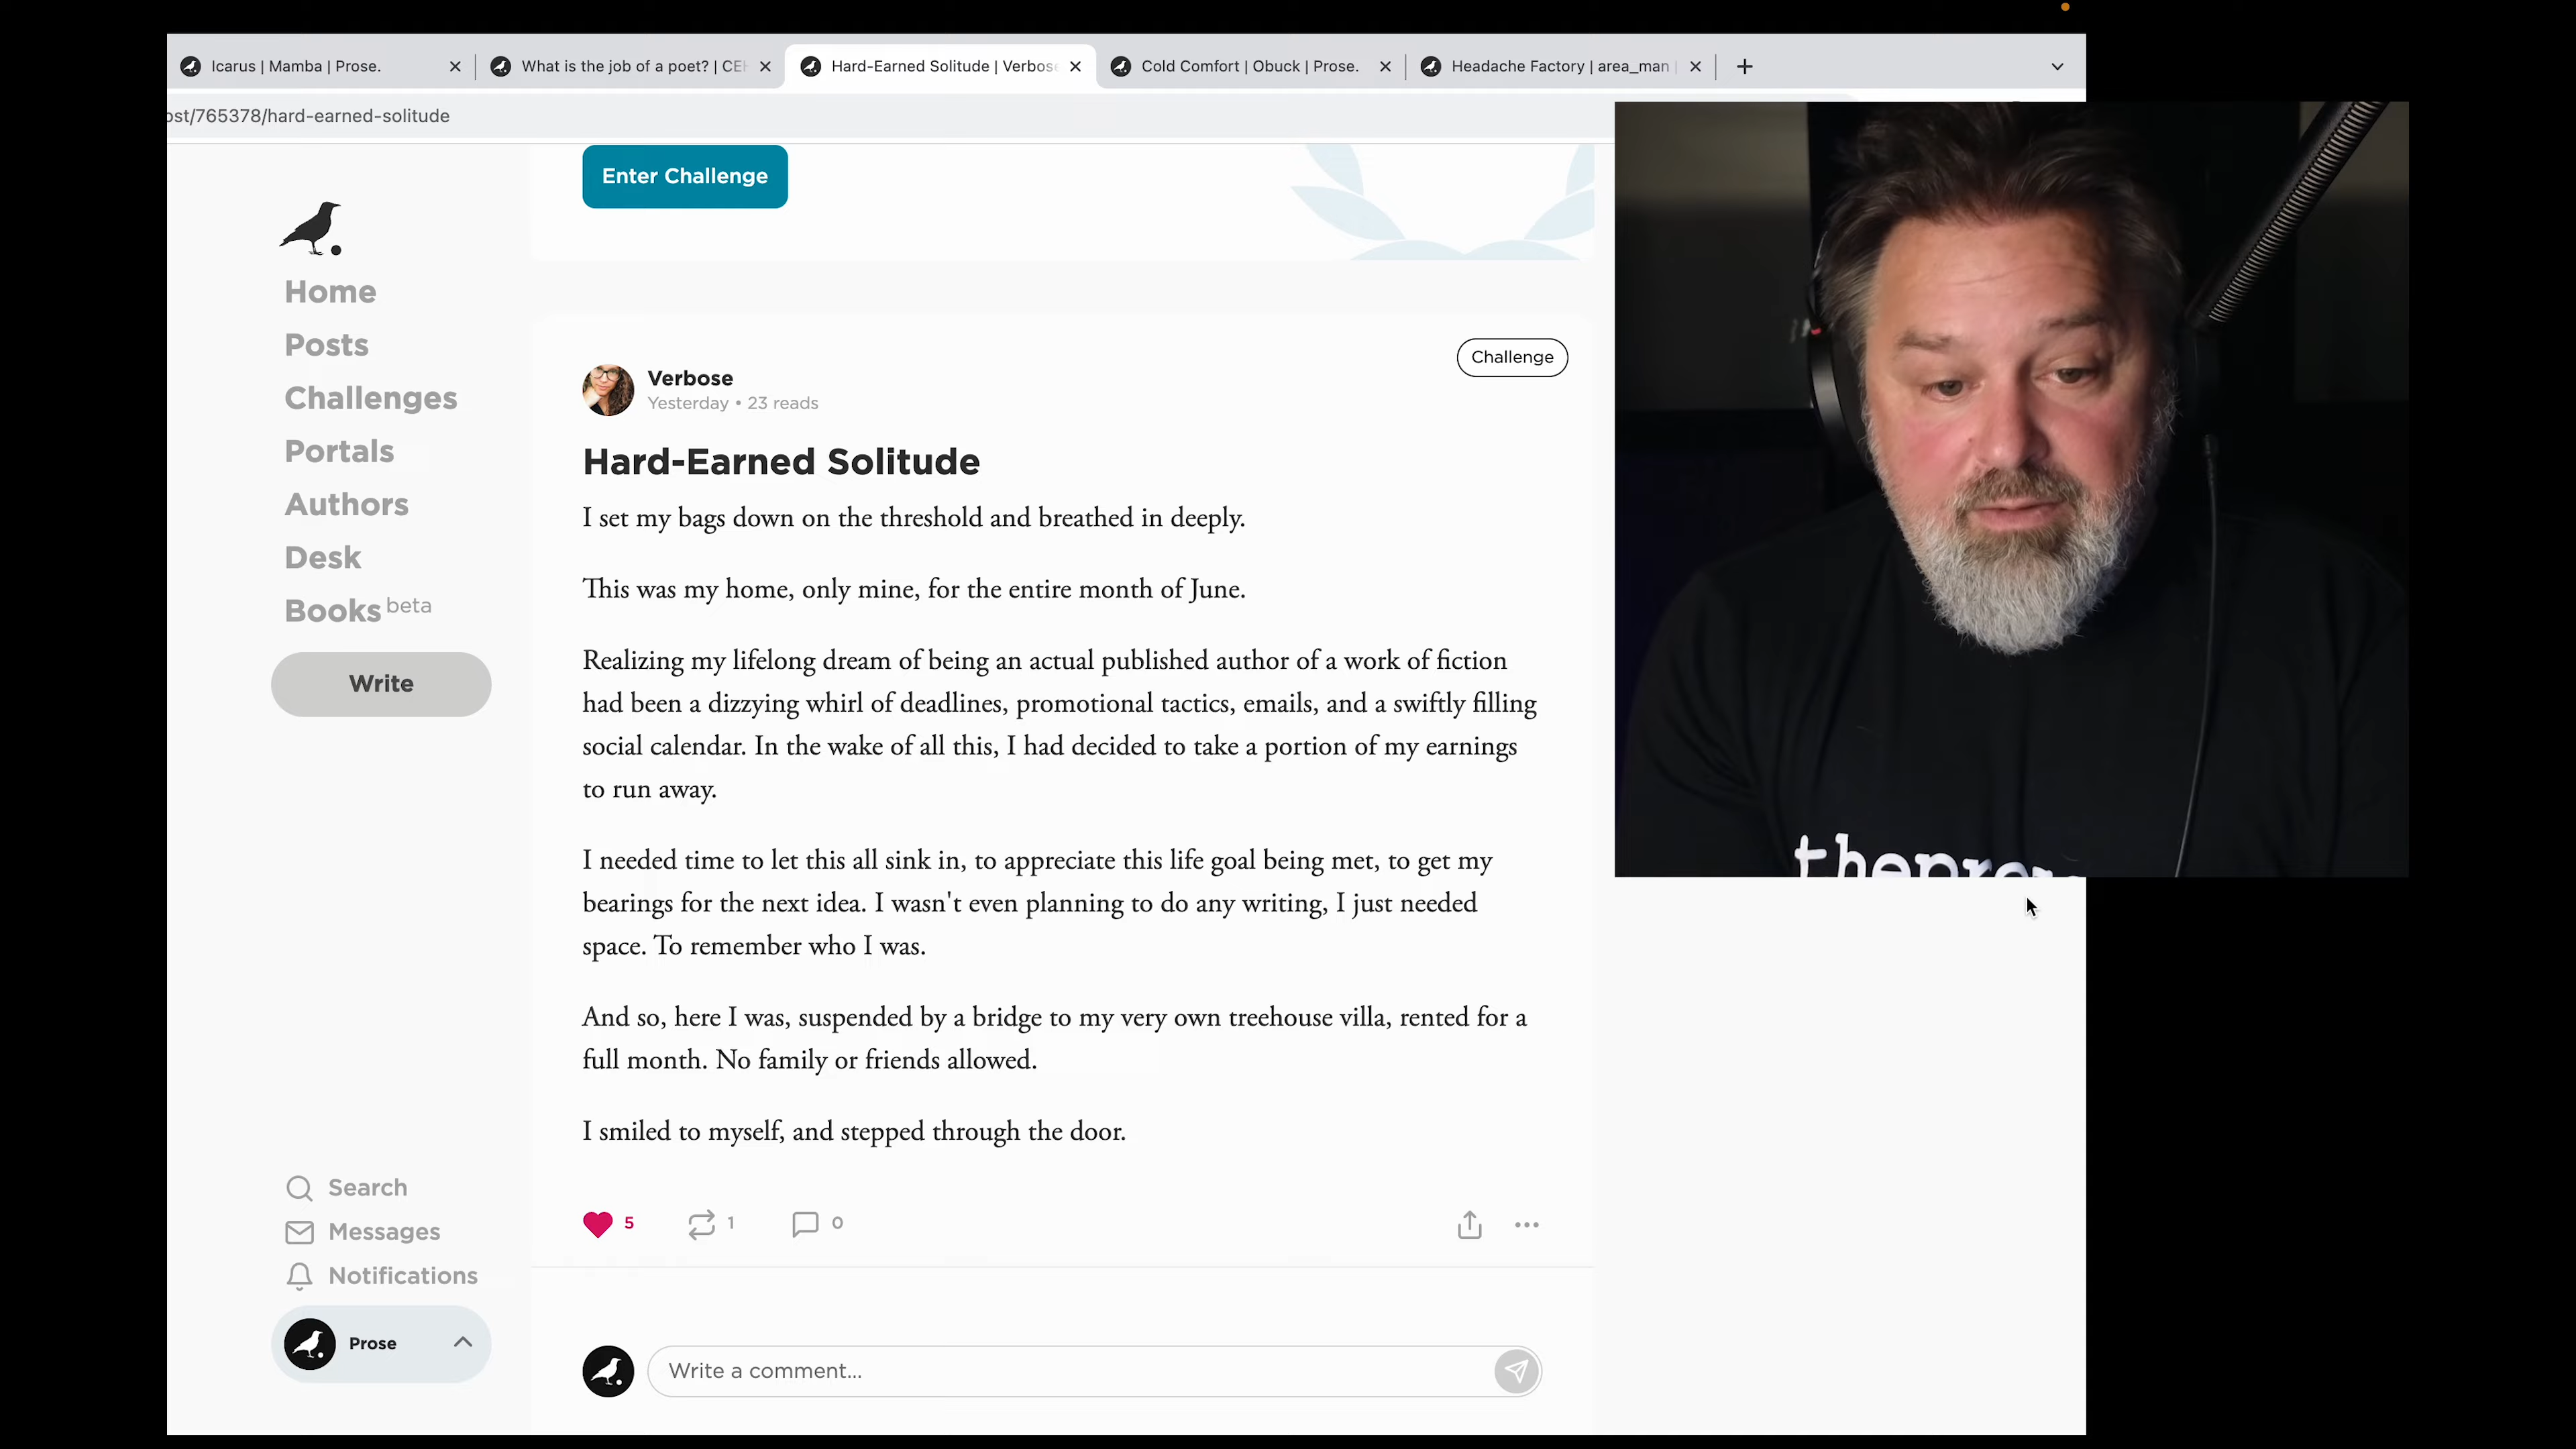 Icarus | Mamba | Prose.
What is the job of a poet? | CEH
Hard-Earned Solitude | Verbose
Cold Comfort | Obuck | Prose.
Headache Factory | area_man |
ost/765378/hard-earned-solitude
Enter Challenge
Home
Posts
Challenges
Portals
Authors
Desk
Books beta
Write
Search
Messages
Notifications
Prose
Verbose
Yesterday • 23 reads
Challenge
Hard-Earned Solitude
I set my bags down on the threshold and breathed in deeply.
This was my home, only mine, for the entire month of June.
Realizing my lifelong dream of being an actual published author of a work of fiction
had been a dizzying whirl of deadlines, promotional tactics, emails, and a swiftly filling
social calendar. In the wake of all this, I had decided to take a portion of my earnings
to run away.
I needed time to let this all sink in, to appreciate this life goal being met, to get my
bearings for the next idea. I wasn't even planning to do any writing, I just needed
space. To remember who I was.
And so, here I was, suspended by a bridge to my very own treehouse villa, rented for a
full month. No family or friends allowed.
I smiled to myself, and stepped through the door.
5
1
0
Write a comment...